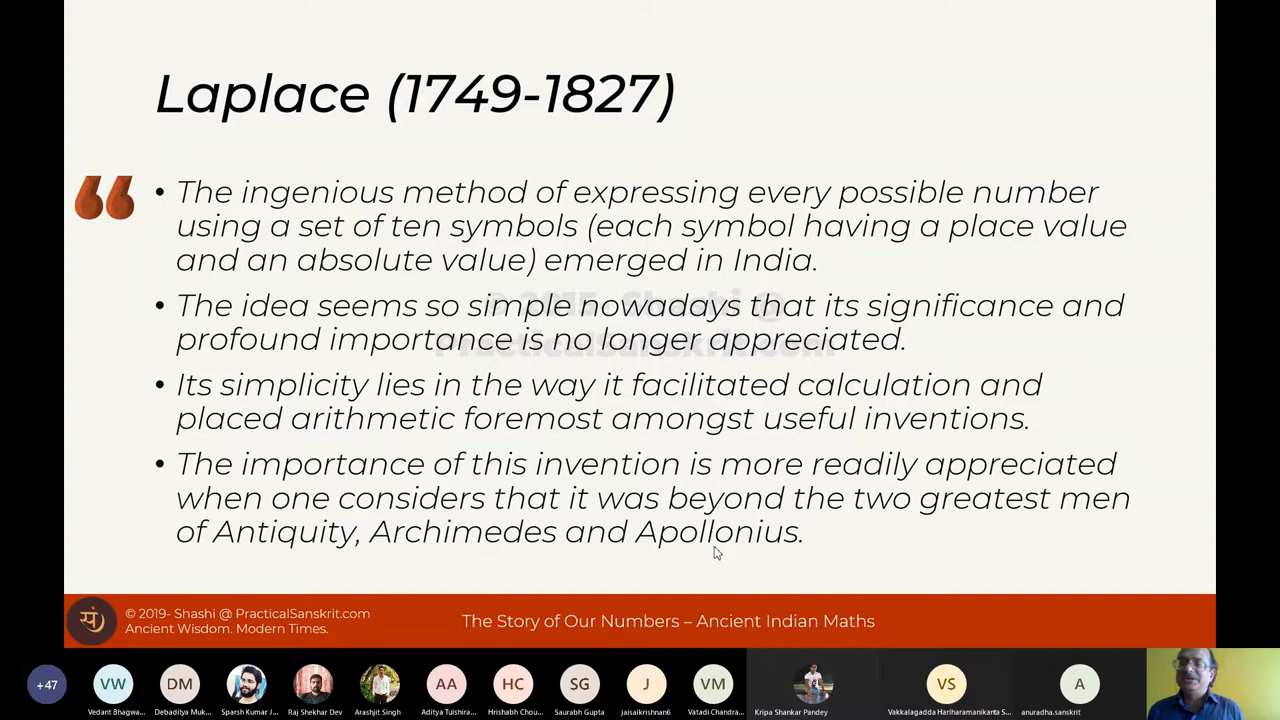 Laplace (1749-1827)
“
• The ingenious method of expressing every possible number
using a set of ten symbols (each symbol having a place value
and an absolute value) emerged in India.
• The idea seems so simple nowadays that its significance and
profound importance is no longer appreciated.
© 2015- Shashi @
PracticalSanskrit.com
• Its simplicity lies in the way it facilitated calculation and
placed arithmetic foremost amongst useful inventions.
• The importance of this invention is more readily appreciated
when one considers that it was beyond the two greatest men
of Antiquity, Archimedes and Apollonius.
सं
© 2019- Shashi @ PracticalSanskrit.com
Ancient Wisdom. Modern Times.
The Story of Our Numbers – Ancient Indian Maths
+47 VW DM AA HC SG J VM VS A
Vedant Bhagwa... Debaditya Muk... Sparsh Kumar J... Raj Shekhar Dev Arashjit Singh Aditya Tulshira... Hrishabh Chou... Saurabh Gupta jaisaikrishnan6 Vatadi Chandra... Kripa Shankar Pandey Vakkalagadda Hariharamanikanta S... anuradha.sanskrit